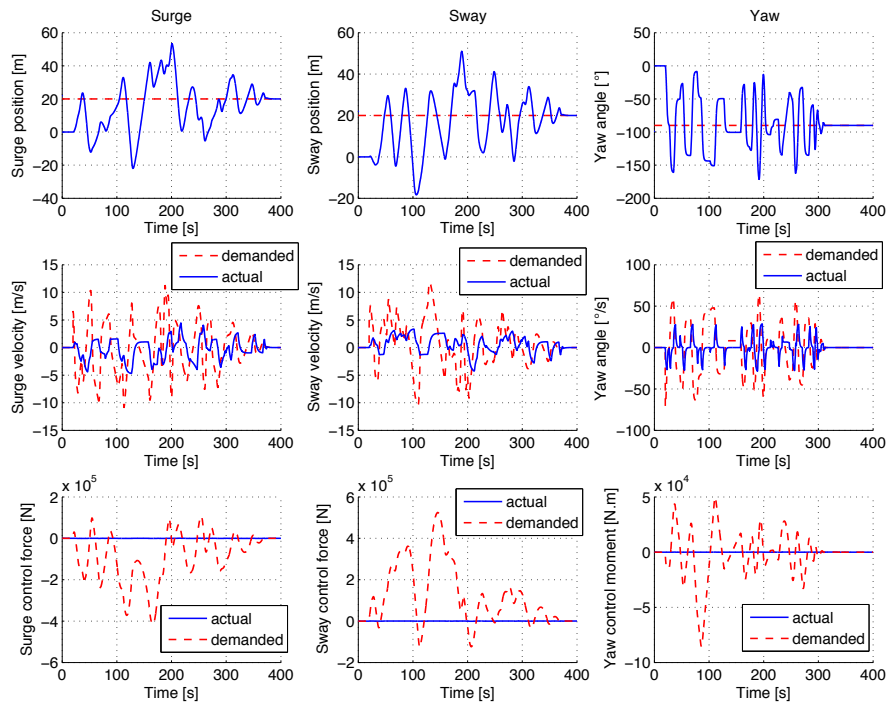 Surge
Sway
Yaw
60
40
20
0
−20
−40
0 100 200 300 400
Surge position [m]
Time [s]
60
40
20
0
−20
0 100 200 300 400
Sway position [m]
Time [s]
50
0
−50
−100
−150
−200
0 100 200 300 400
Yaw angle [°]
Time [s]
demanded
actual
15
10
5
0
−5
−10
−15
0 100 200 300 400
Surge velocity [m/s]
Time [s]
demanded
actual
15
10
5
0
−5
−10
−15
0 100 200 300 400
Sway velocity [m/s]
Time [s]
demanded
actual
100
50
0
−50
−100
0 100 200 300 400
Yaw angle [°/s]
Time [s]
x 10^5
2
0
−2
−4
−6
0 100 200 300 400
Surge control force [N]
Time [s]
actual
demanded
x 10^5
6
4
2
0
−2
0 100 200 300 400
Sway control force [N]
Time [s]
actual
demanded
x 10^4
5
0
−5
−10
0 100 200 300 400
Yaw control moment [N.m]
Time [s]
actual
demanded